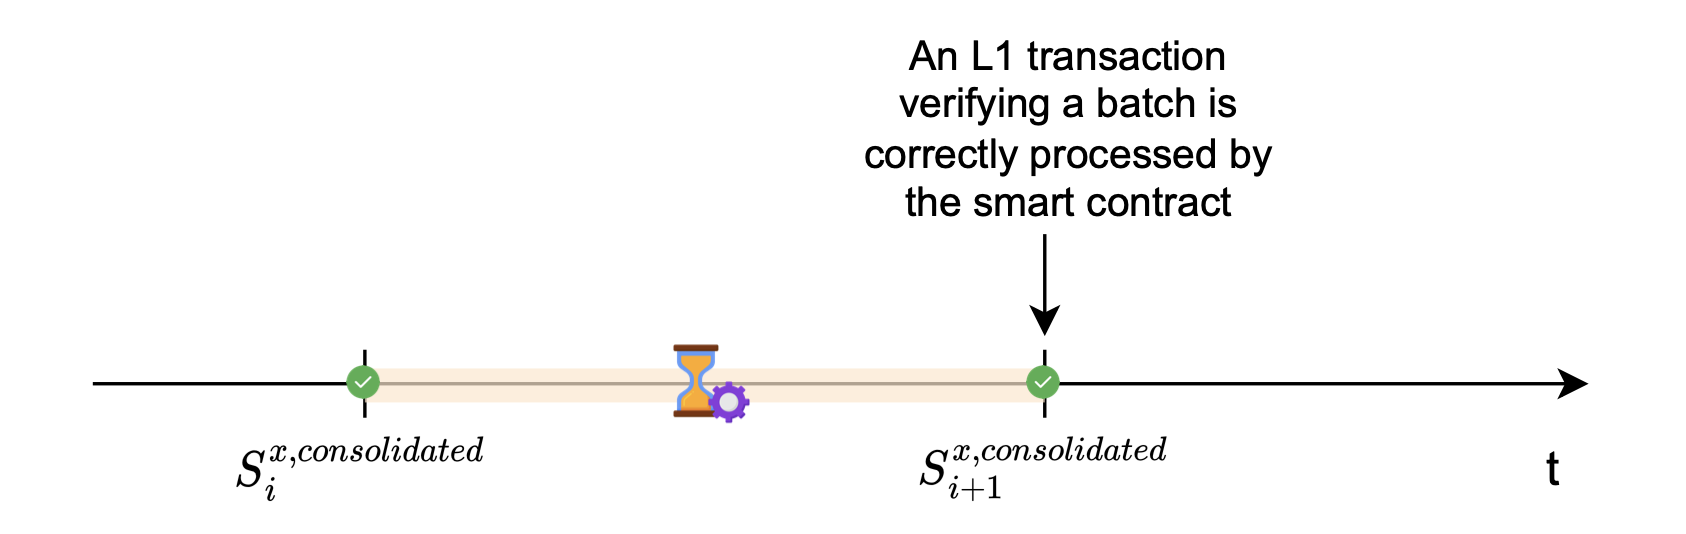 An L1 transaction
verifying a batch is
correctly processed by
the smart contract
$S_i^{x,consolidated}$
$S_{i+1}^{x,consolidated}$
t